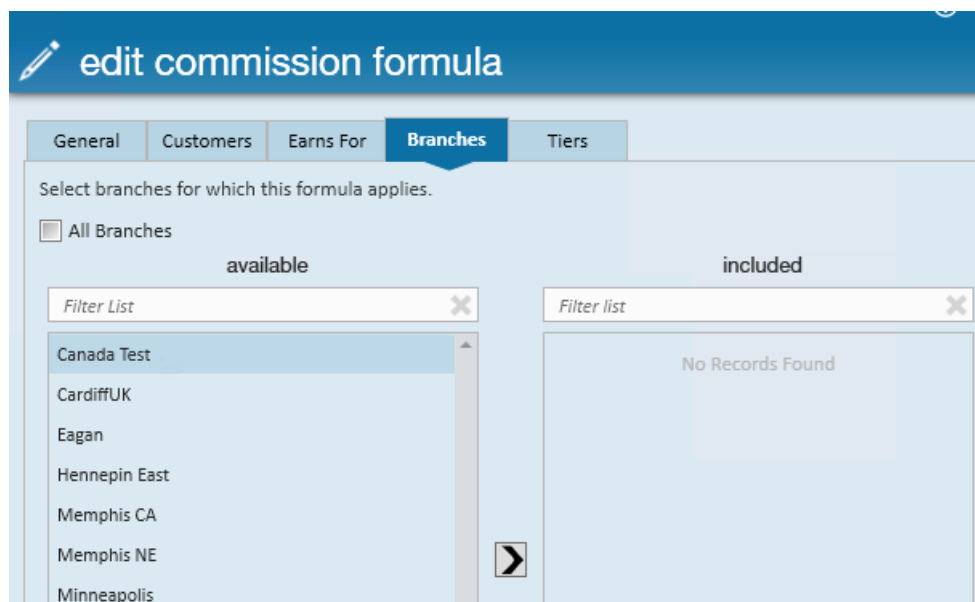 edit commission formula
General Customers Earns For Branches Tiers
Select branches for which this formula applies.
All Branches
available included
Filter List Filter list
Canada Test No Records Found
CardiffUK
Eagan
Hennepin East
Memphis CA
Memphis NE
Minneapolis